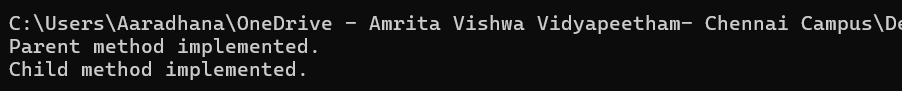 C:\Users\Aaradhana\OneDrive - Amrita Vishwa Vidyapeetham- Chennai Campus\De
Parent method implemented.
Child method implemented.